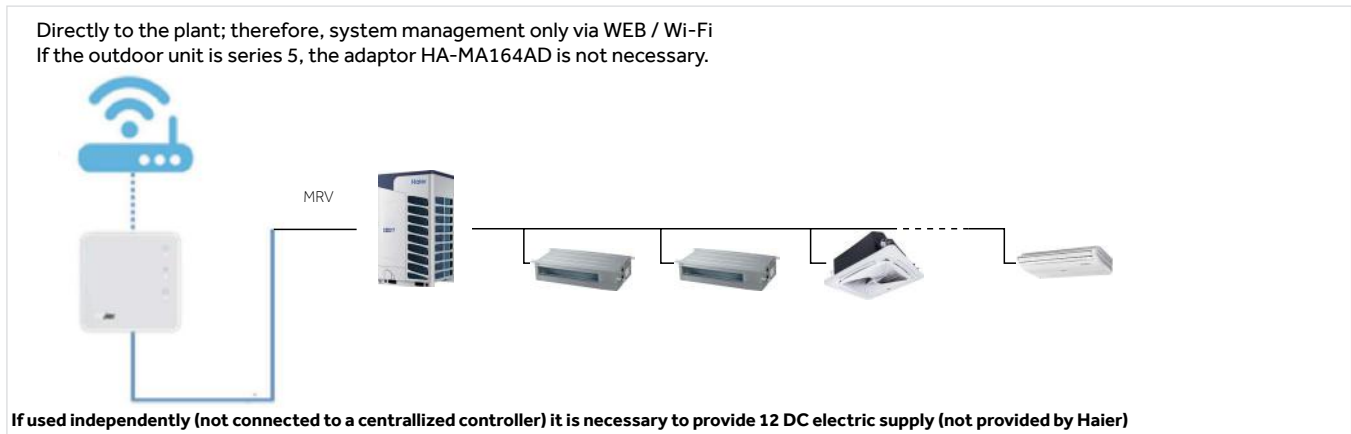 Directly to the plant; therefore, system management only via WEB / Wi-Fi
If the outdoor unit is series 5, the adaptor HA-MA164AD is not necessary.
MRV
Haier
If used independently (not connected to a centrallized controller) it is necessary to provide 12 DC electric supply (not provided by Haier)